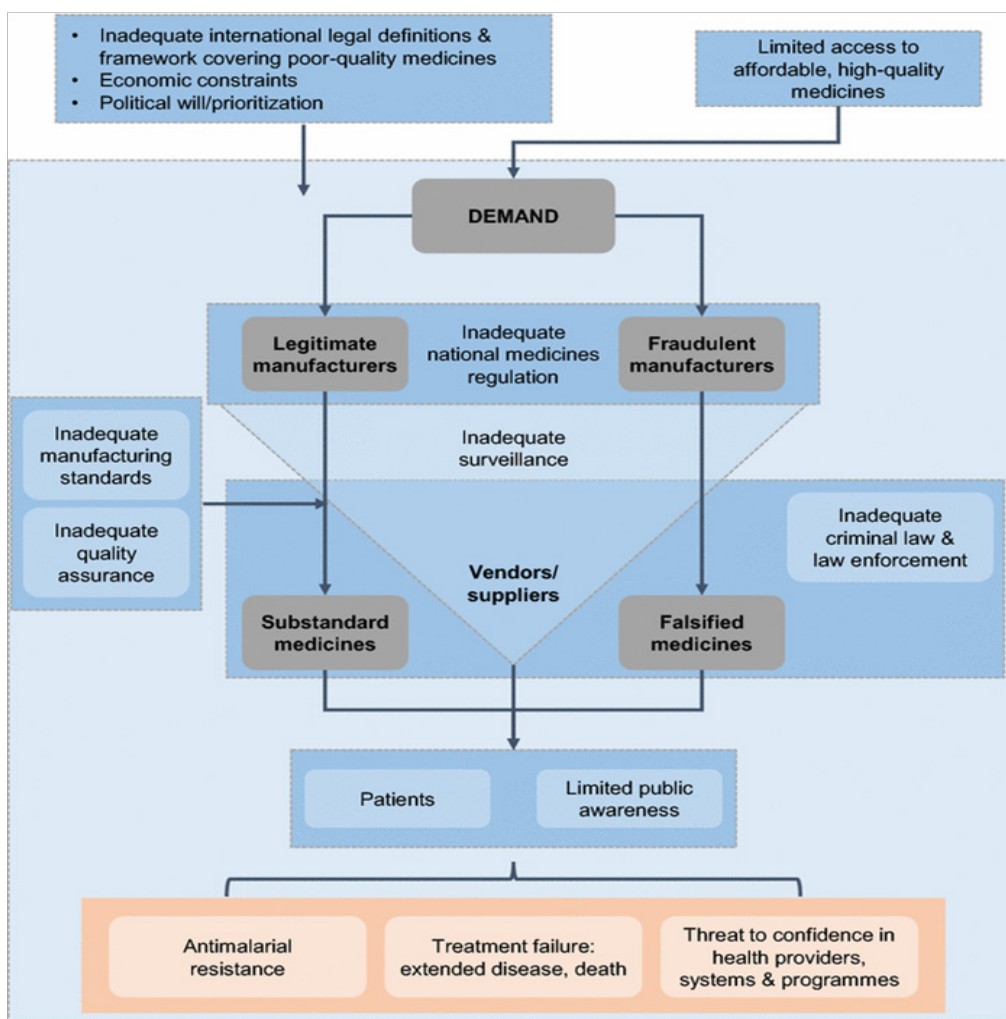 • Inadequate international legal definitions &
framework covering poor-quality medicines
• Economic constraints
• Political will/prioritization
Limited access to
affordable, high-quality
medicines
DEMAND
Legitimate
manufacturers
Inadequate
national medicines
regulation
Fraudulent
manufacturers
Inadequate
manufacturing
standards
Inadequate
surveillance
Inadequate
quality
assurance
Inadequate
criminal law &
law enforcement
Vendors/
suppliers
Substandard
medicines
Falsified
medicines
Patients
Limited public
awareness
Antimalarial
resistance
Treatment failure:
extended disease, death
Threat to confidence in
health providers,
systems & programmes